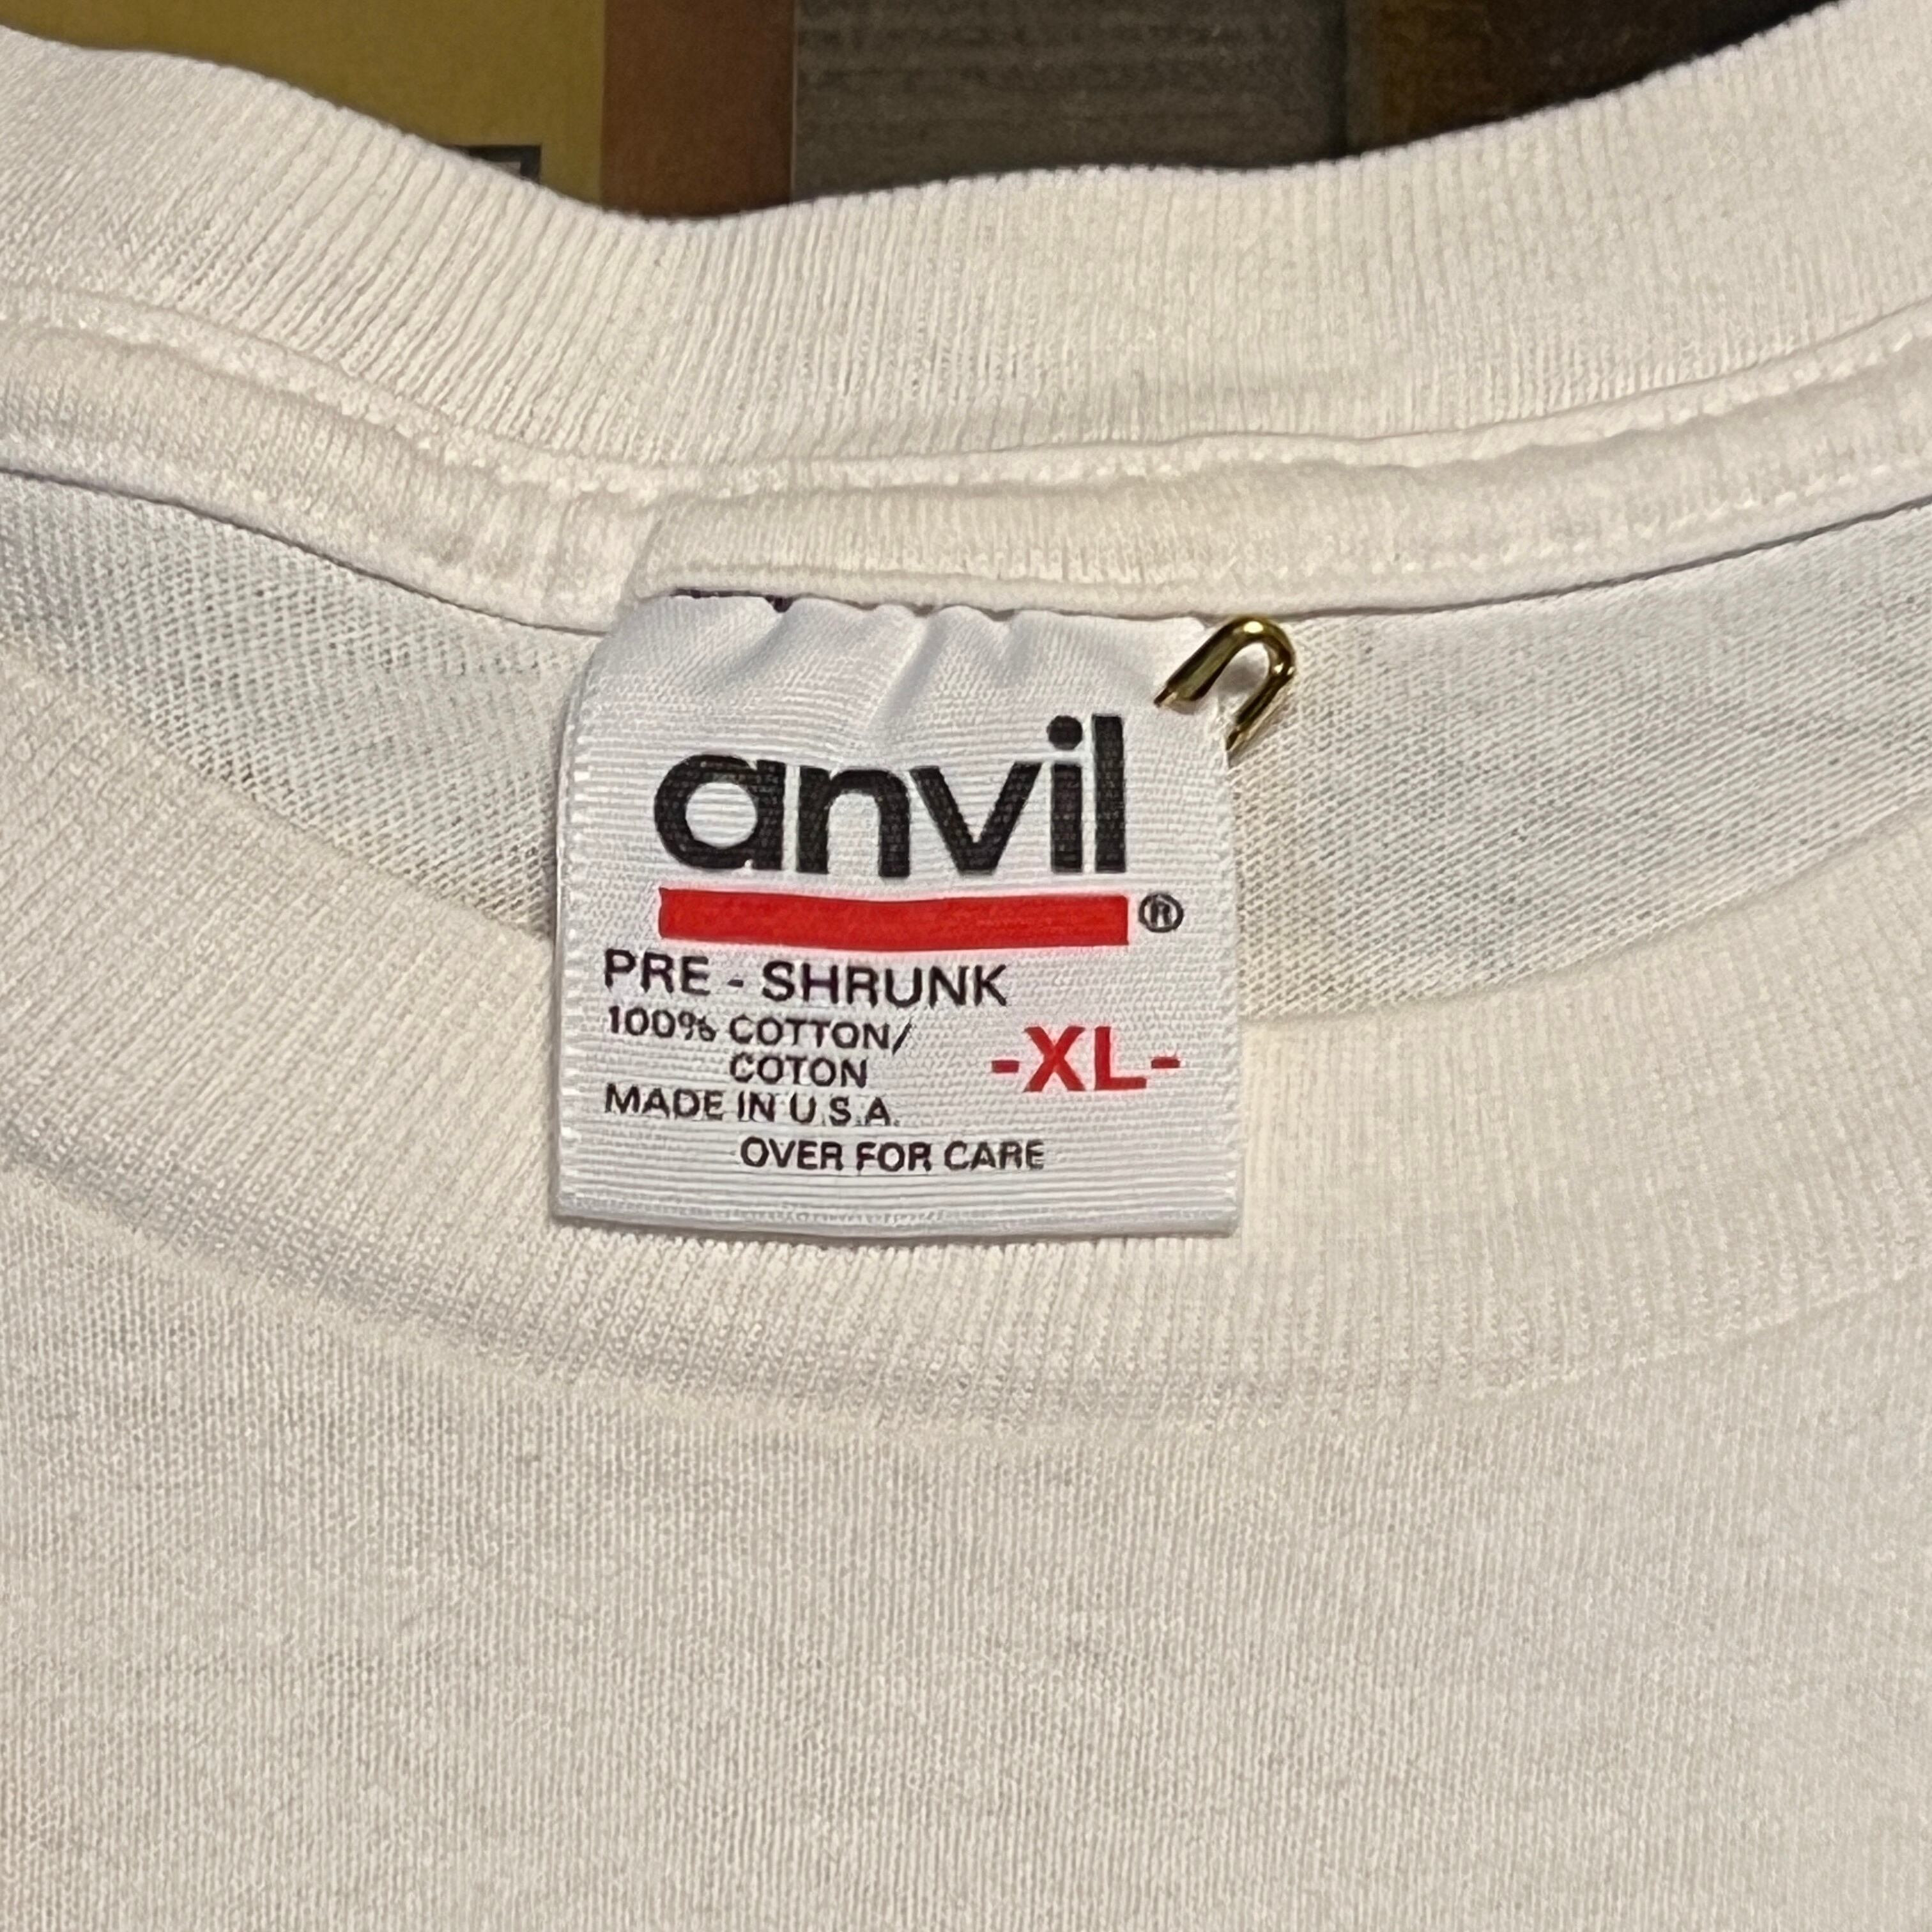 anvil®
PRE - SHRUNK
100% COTTON/
COTON
-XL-
MADE IN U.S.A.
OVER FOR CARE